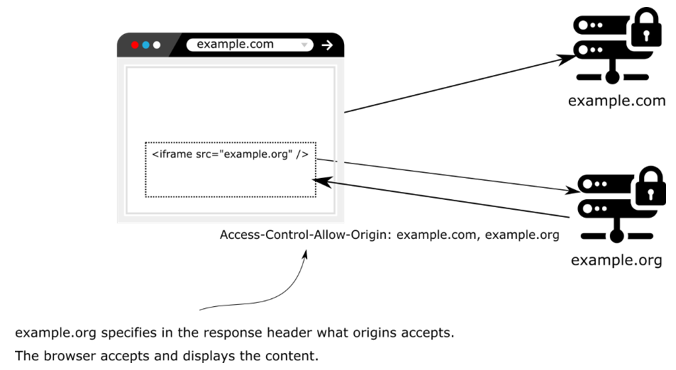 example.com
example.com
<iframe src="example.org" />
Access-Control-Allow-Origin: example.com, example.org
example.org
example.org specifies in the response header what origins accepts.
The browser accepts and displays the content.